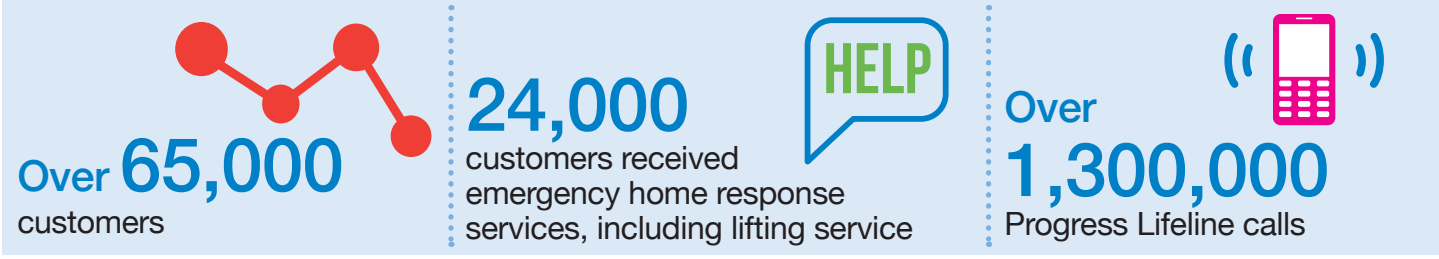 Over 65,000
customers
24,000
customers received
emergency home response
services, including lifting service
HELP
Over
1,300,000
Progress Lifeline calls